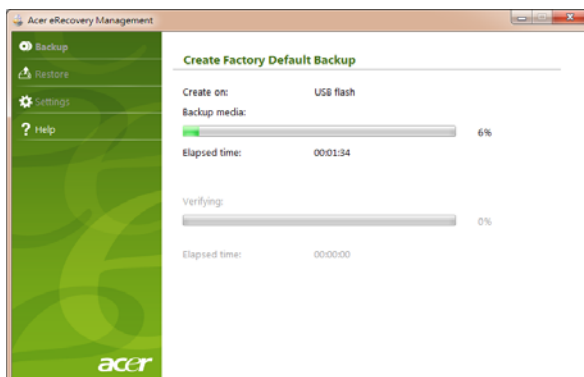 Acer eRecovery Management
Backup
Restore
Settings
? Help
Create Factory Default Backup
Create on: USB flash
Backup media:
6%
Elapsed time: 00:01:34
Verifying:
0%
Elapsed time: 00:00:00
acer